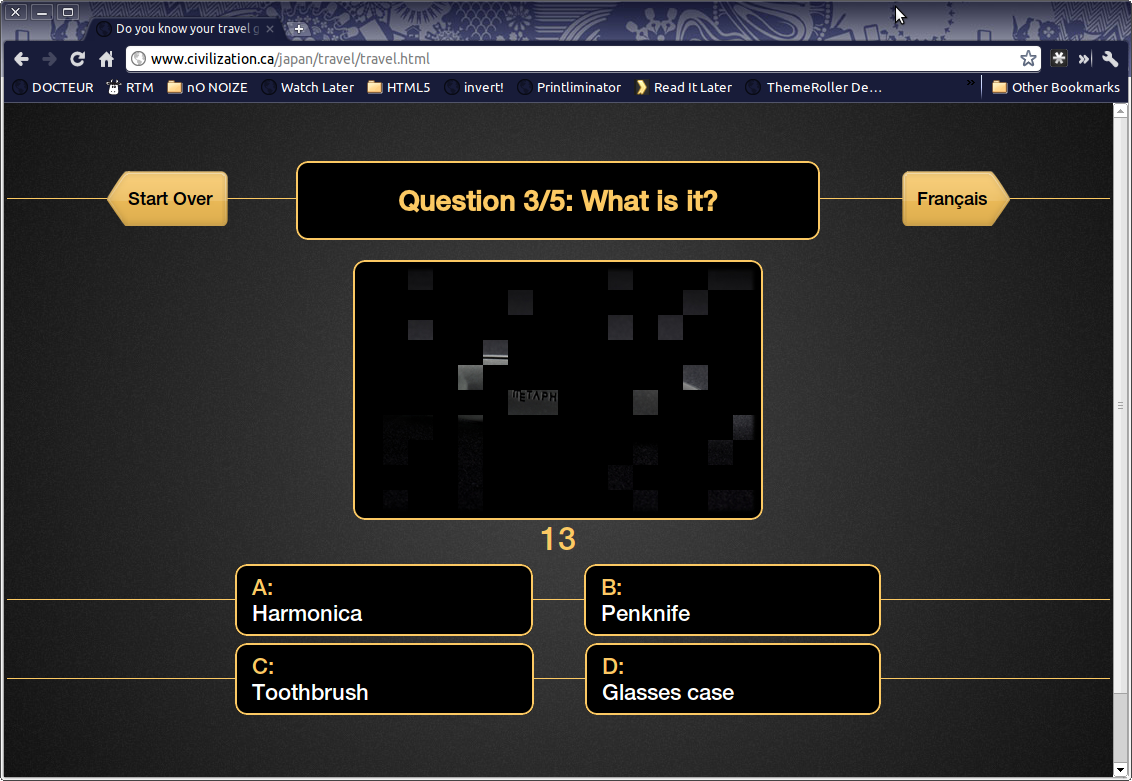 Do you know your travel g
www.civilization.ca/japan/travel/travel.html
DOCTEUR RTM nO NOIZE Watch Later HTML5 invert! Printliminator Read It Later ThemeRoller De... Other Bookmarks
Start Over
Question 3/5: What is it?
Français
ETAPH
13
A:
Harmonica
B:
Penknife
C:
Toothbrush
D:
Glasses case